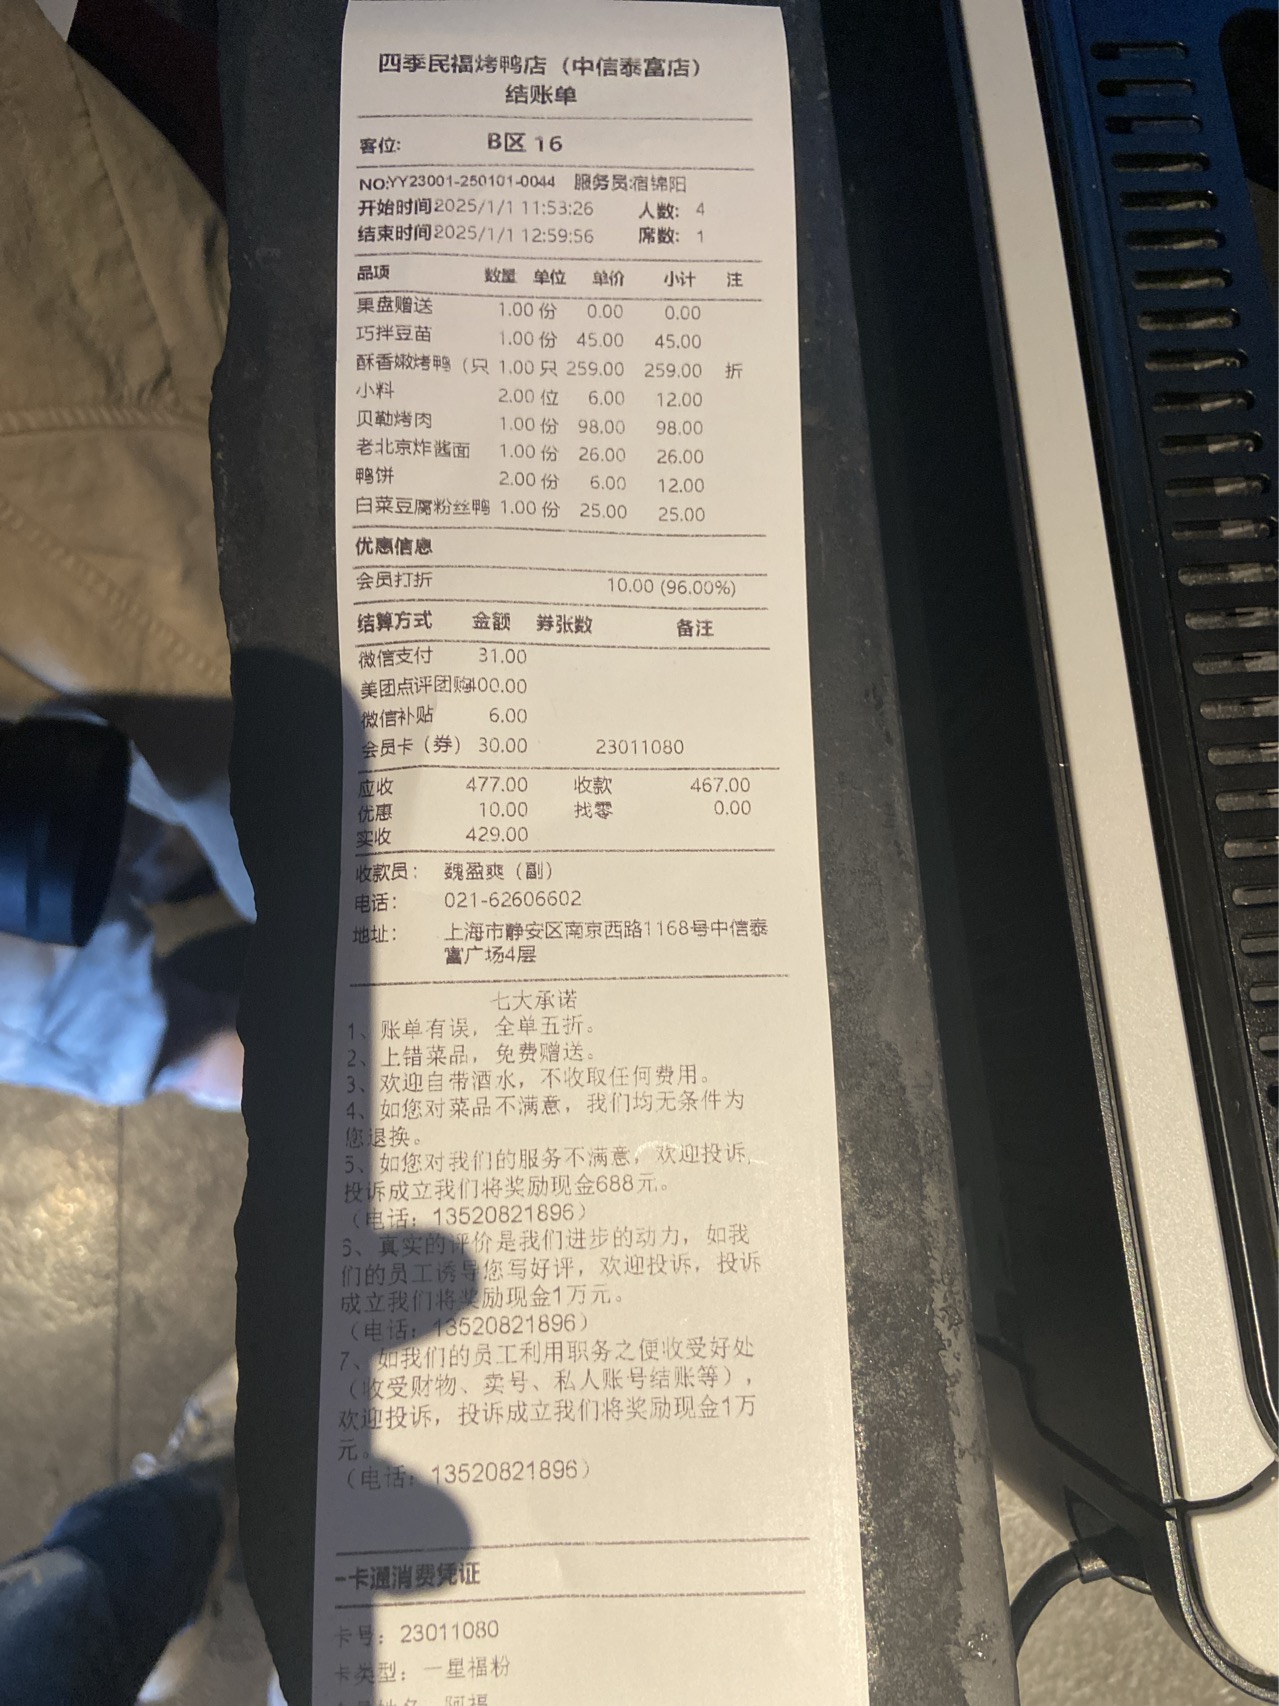 四季民福烤鸭店（中信泰富店）
结账单
客位: B区 16
NO:YY23001-250101-0044 服务员:宿锦阳
开始时间2025/1/1 11:53:26 人数: 4
结束时间2025/1/1 12:59:56 席数: 1
品项 数量 单位 单价 小计 注
果盘赠送 1.00 份 0.00 0.00
巧拌豆苗 1.00 份 45.00 45.00
酥香嫩烤鸭（只 1.00 只 259.00 259.00 折
小料 2.00 位 6.00 12.00
贝勒烤肉 1.00 份 98.00 98.00
老北京炸酱面 1.00 份 26.00 26.00
鸭饼 2.00 份 6.00 12.00
白菜豆腐粉丝鸭 1.00 份 25.00 25.00
优惠信息
会员打折 10.00 (96.00%)
结算方式 金额 券张数 备注
微信支付 31.00
美团点评团购400.00
微信补贴 6.00
会员卡（券） 30.00 23011080
应收 477.00 收款 467.00
优惠 10.00 找零 0.00
实收 429.00
收款员: 魏盈爽（副）
电话: 021-62606602
地址: 上海市静安区南京西路1168号中信泰
富广场4层
七大承诺
1、账单有误，全单五折。
2、上错菜品，免费赠送。
3、欢迎自带酒水，不收取任何费用。
4、如您对菜品不满意，我们均无条件为
您退换。
5、如您对我们的服务不满意，欢迎投诉，
投诉成立我们将奖励现金688元。
（电话：13520821896）
6、真实的评价是我们进步的动力，如我
们的员工诱导您写好评，欢迎投诉，投诉
成立我们将奖励现金1万元。
（电话：13520821896）
7、如我们的员工利用职务之便收受好处
（收受财物、卖号、私人账号结账等），
欢迎投诉，投诉成立我们将奖励现金1万
元。
（电话：13520821896）
一卡通消费凭证
卡号：23011080
卡类型：一星福粉